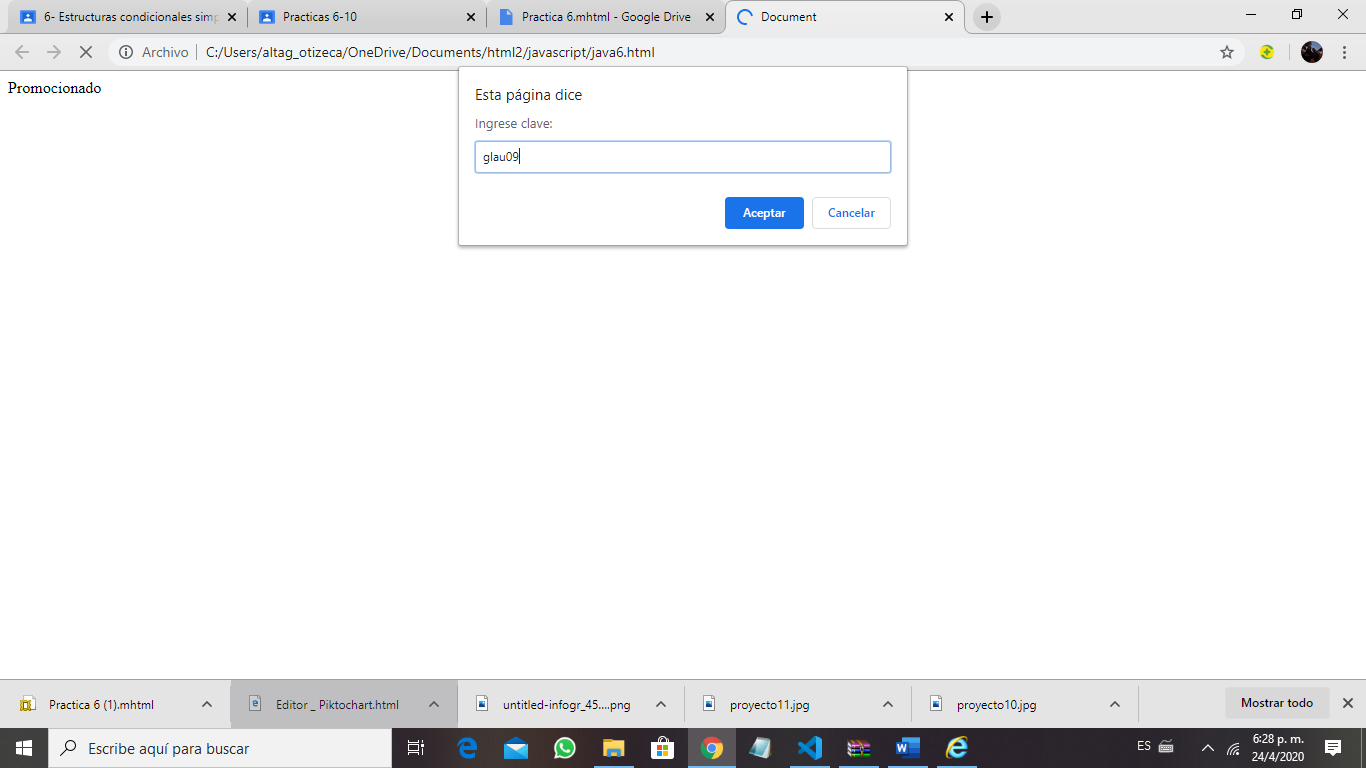 6- Estructuras condicionales simp
Practicas 6-10
Practica 6.mhtml - Google Drive
Document
Archivo
C:/Users/altag_otizeca/OneDrive/Documents/html2/javascript/java6.html
Promocionado
Esta página dice
Ingrese clave:
glau09
Aceptar
Cancelar
Practica 6 (1).mhtml
Editor _ Piktochart.html
untitled-infogr_45....png
proyecto11.jpg
proyecto10.jpg
Mostrar todo
Escribe aquí para buscar
ES
6:28 p. m.
24/4/2020